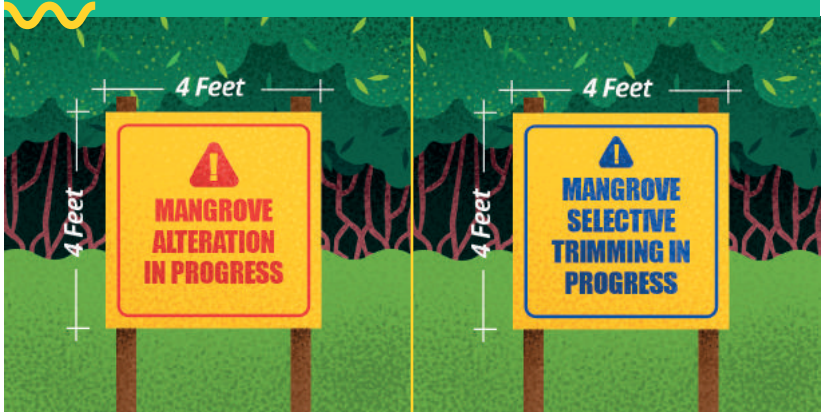 4 Feet
4 Feet
!
MANGROVE
ALTERATION
IN PROGRESS
4 Feet
4 Feet
!
MANGROVE
SELECTIVE
TRIMMING IN
PROGRESS